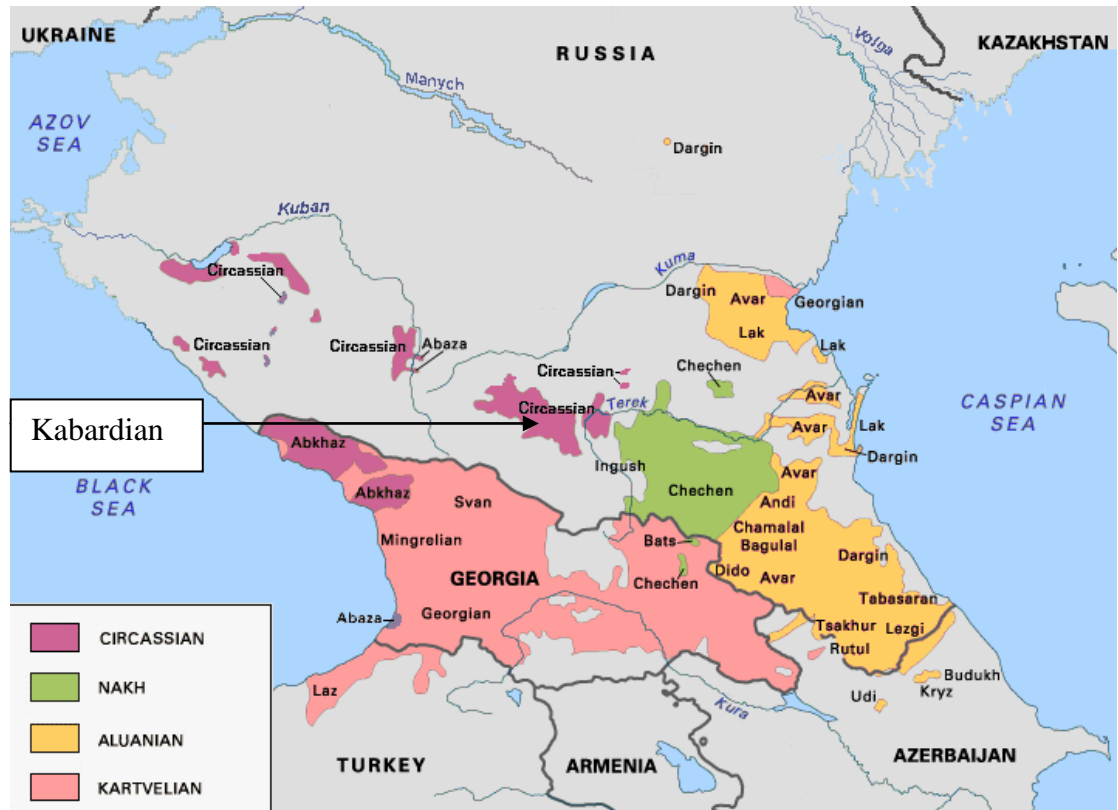 UKRAINE
RUSSIA
Volga
KAZAKHSTAN
Manych
AZOV
SEA
Dargin
Kuban
Circassian
Kuma
Dargin
Avar
Georgian
Lak
Circassian
Circassian
Abaza
Lak
Circassian
Chechen
Circassian
Terek
Avar
Kabardian
CASPIAN
SEA
Avar
Lak
Abkhaz
Dargin
Ingush
Avar
BLACK
SEA
Abkhaz
Svan
Chechen
Andi
Mingrelian
Bats
Chamalal
Bagulal
Dargin
GEORGIA
Chechen
Dido
Avar
Abaza
Georgian
Tabasaran
Tsakhur
Lezgi
Rutul
Laz
Budukh
Udi
Kryz
Kura
TURKEY
ARMENIA
AZERBAIJAN
CIRCASSIAN
NAKH
ALUANIAN
KARTVELIAN